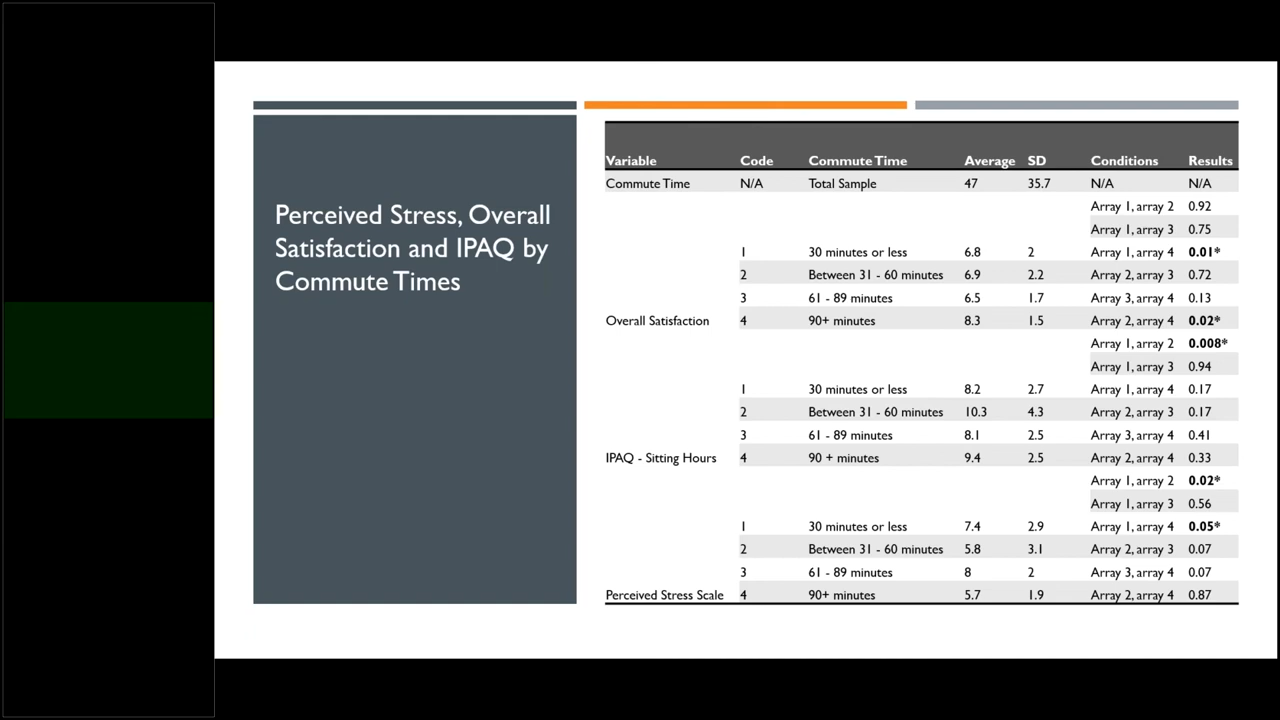 Perceived Stress, Overall
Satisfaction and IPAQ by
Commute Times
Variable Code Commute Time Average SD Conditions Results
Commute Time N/A Total Sample 47 35.7 N/A N/A
Array 1, array 2 0.92
Array 1, array 3 0.75
1 30 minutes or less 6.8 2 Array 1, array 4 0.01*
2 Between 31 - 60 minutes 6.9 2.2 Array 2, array 3 0.72
3 61 - 89 minutes 6.5 1.7 Array 3, array 4 0.13
Overall Satisfaction 4 90+ minutes 8.3 1.5 Array 2, array 4 0.02*
Array 1, array 2 0.008*
Array 1, array 3 0.94
1 30 minutes or less 8.2 2.7 Array 1, array 4 0.17
2 Between 31 - 60 minutes 10.3 4.3 Array 2, array 3 0.17
3 61 - 89 minutes 8.1 2.5 Array 3, array 4 0.41
IPAQ - Sitting Hours 4 90 + minutes 9.4 2.5 Array 2, array 4 0.33
Array 1, array 2 0.02*
Array 1, array 3 0.56
1 30 minutes or less 7.4 2.9 Array 1, array 4 0.05*
2 Between 31 - 60 minutes 5.8 3.1 Array 2, array 3 0.07
3 61 - 89 minutes 8 2 Array 3, array 4 0.07
Perceived Stress Scale 4 90+ minutes 5.7 1.9 Array 2, array 4 0.87